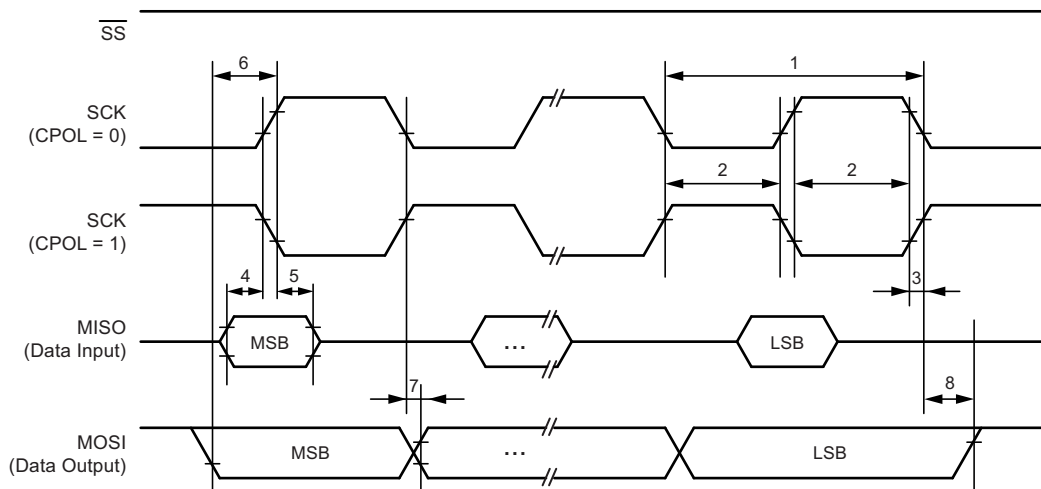 SS
6
1
SCK
(CPOL = 0)
2
2
SCK
(CPOL = 1)
4
5
3
MISO
(Data Input)
MSB
...
LSB
7
8
MOSI
(Data Output)
MSB
...
LSB